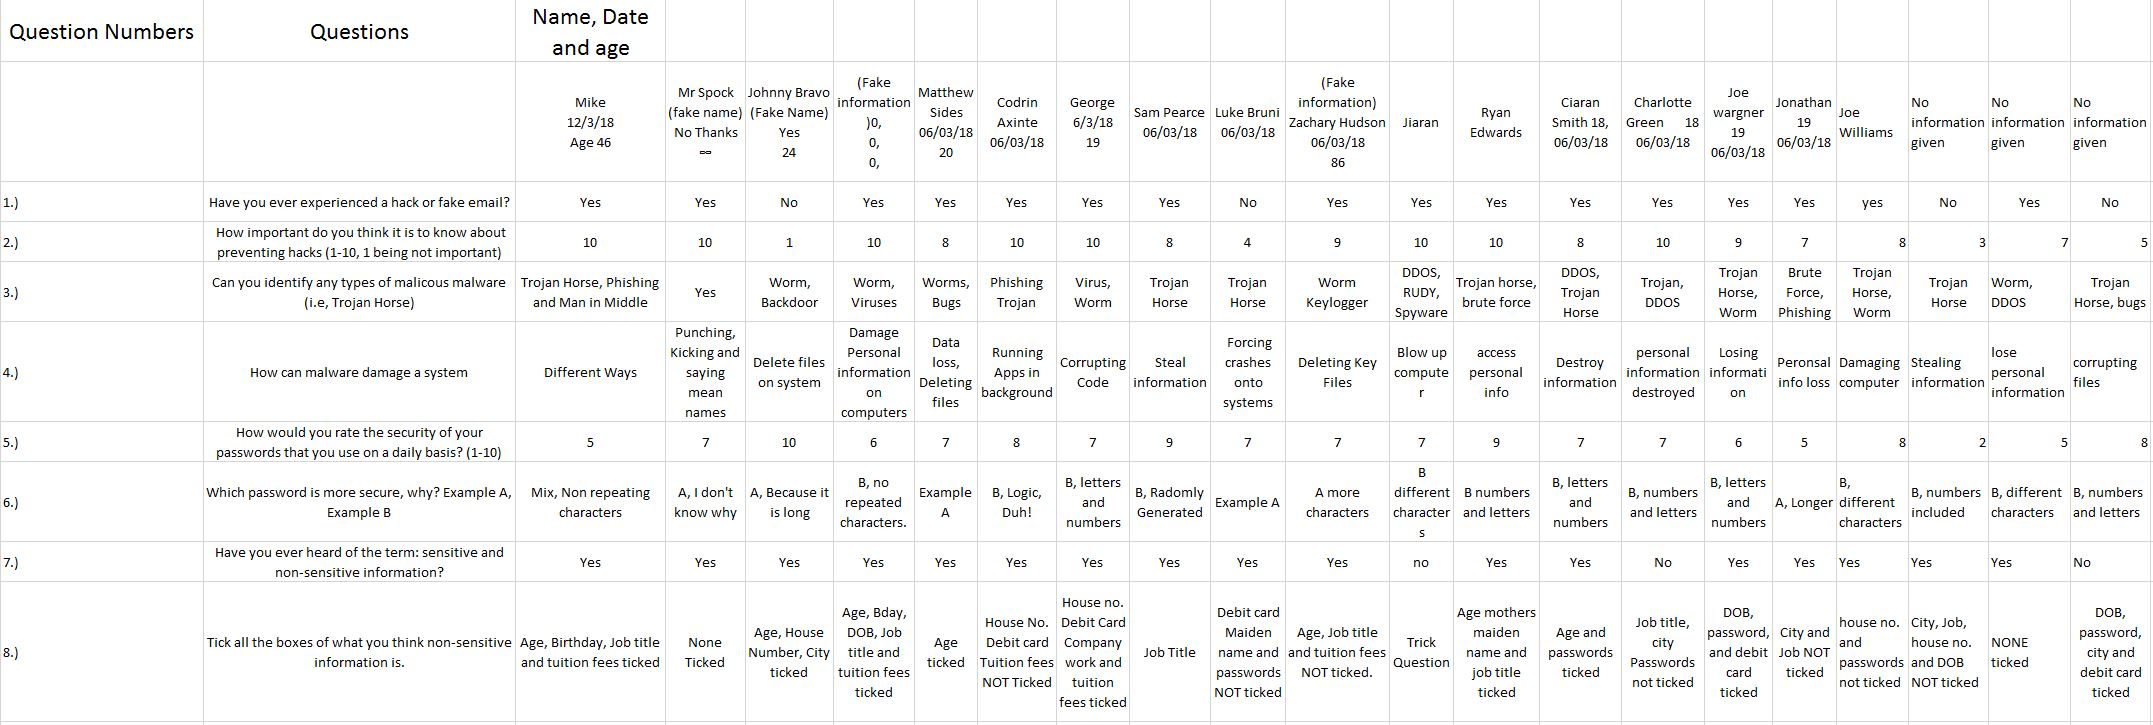 Question Numbers
Questions
Name, Date
and age
Mike
12/3/18
Age 46
Mr Spock
(fake name)
No Thanks
∞
Johnny Bravo
(Fake Name)
Yes
24
(Fake
information
)0,
0,
0,
Matthew
Sides
06/03/18
20
Codrin
Axinte
06/03/18
George
6/3/18
19
Sam Pearce
06/03/18
Luke Bruni
06/03/18
(Fake
information)
Zachary Hudson
06/03/18
86
Jiaran
Ryan
Edwards
Ciaran
Smith 18,
06/03/18
Charlotte
Green 18
06/03/18
Joe
wargner
19
06/03/18
Jonathan
19
06/03/18
Joe
Williams
No
information
given
No
information
given
No
information
given
1.)
Have you ever experienced a hack or fake email?
Yes
Yes
No
Yes
Yes
Yes
Yes
Yes
No
Yes
Yes
Yes
Yes
Yes
Yes
Yes
yes
No
Yes
No
2.)
How important do you think it is to know about
preventing hacks (1-10, 1 being not important)
10
10
1
10
8
10
10
8
4
9
10
10
8
10
9
7
8
3
7
5
3.)
Can you identify any types of malicous malware
(i.e, Trojan Horse)
Trojan Horse, Phishing
and Man in Middle
Yes
Worm,
Backdoor
Worm,
Viruses
Worms,
Bugs
Phishing
Trojan
Virus,
Worm
Trojan
Horse
Trojan
Horse
Worm
Keylogger
DDOS,
RUDY,
Spyware
Trojan horse,
brute force
DDOS,
Trojan
Horse
Trojan,
DDOS
Trojan
Horse,
Worm
Brute
Force,
Phishing
Trojan
Horse,
Worm
Trojan
Horse
Worm,
DDOS
Trojan
Horse, bugs
4.)
How can malware damage a system
Different Ways
Punching,
Kicking and
saying
mean
names
Delete files
on system
Damage
Personal
information
on
computers
Data
loss,
Deleting
files
Running
Apps in
background
Corrupting
Code
Steal
information
Forcing
crashes
onto
systems
Deleting Key
Files
Blow up
compute
r
access
personal
info
Destroy
information
personal
information
destroyed
Losing
informati
on
Peronsal
info loss
Damaging
computer
Stealing
information
lose
personal
information
corrupting
files
5.)
How would you rate the security of your
passwords that you use on a daily basis? (1-10)
5
7
10
6
7
8
7
9
7
7
7
9
7
7
6
5
8
2
5
8
6.)
Which password is more secure, why? Example A,
Example B
Mix, Non repeating
characters
A, I don't
know why
A, Because it
is long
B, no
repeated
characters.
Example
A
B, Logic,
Duh!
B, letters
and
numbers
B, Radomly
Generated
Example A
A more
characters
B
different
character
s
B numbers
and letters
B, letters
and
numbers
B, numbers
and letters
B, letters
and
numbers
A, Longer
B,
different
characters
B, numbers
included
B, different
characters
B, numbers
and letters
7.)
Have you ever heard of the term: sensitive and
non-sensitive information?
Yes
Yes
Yes
Yes
Yes
Yes
Yes
Yes
Yes
Yes
no
Yes
Yes
No
Yes
Yes
Yes
Yes
Yes
No
8.)
Tick all the boxes of what you think non-sensitive
information is.
Age, Birthday, Job title
and tuition fees ticked
None
Ticked
Age, House
Number, City
ticked
Age, Bday,
DOB, Job
title and
tuition fees
ticked
Age
ticked
House No.
Debit card
Tuition fees
NOT Ticked
House no.
Debit Card
Company
work and
tuition
fees ticked
Job Title
Debit card
Maiden
name and
passwords
NOT ticked
Age, Job title
and tuition fees
NOT ticked.
Trick
Question
Age mothers
maiden
name and
job title
ticked
Age and
passwords
ticked
Job title,
city
Passwords
not ticked
DOB,
password,
and debit
card
ticked
City and
Job NOT
ticked
house no.
and
passwords
not ticked
City, Job,
house no.
and DOB
NOT ticked
NONE
ticked
DOB,
password,
city and
debit card
ticked